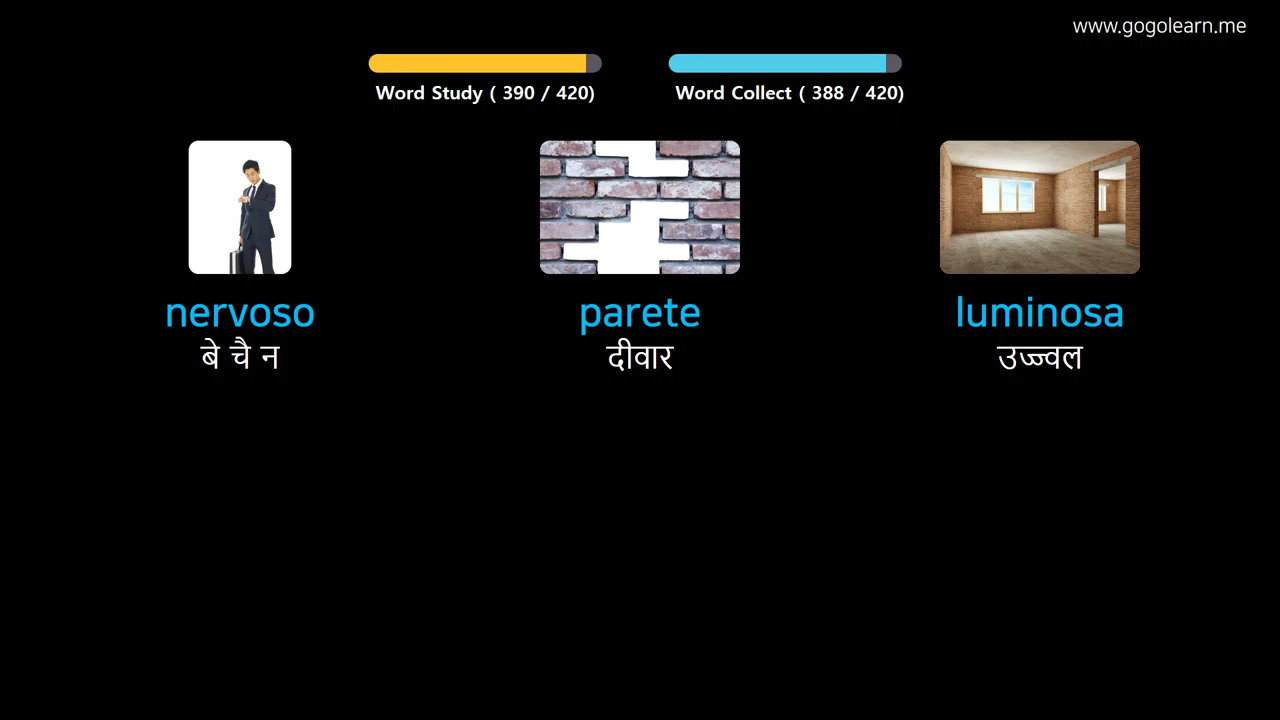 www.gogolearn.me
Word Study ( 390 / 420)
Word Collect ( 388 / 420)
nervoso
parete
luminosa
बे चै न
दीवार
उज्ज्वल